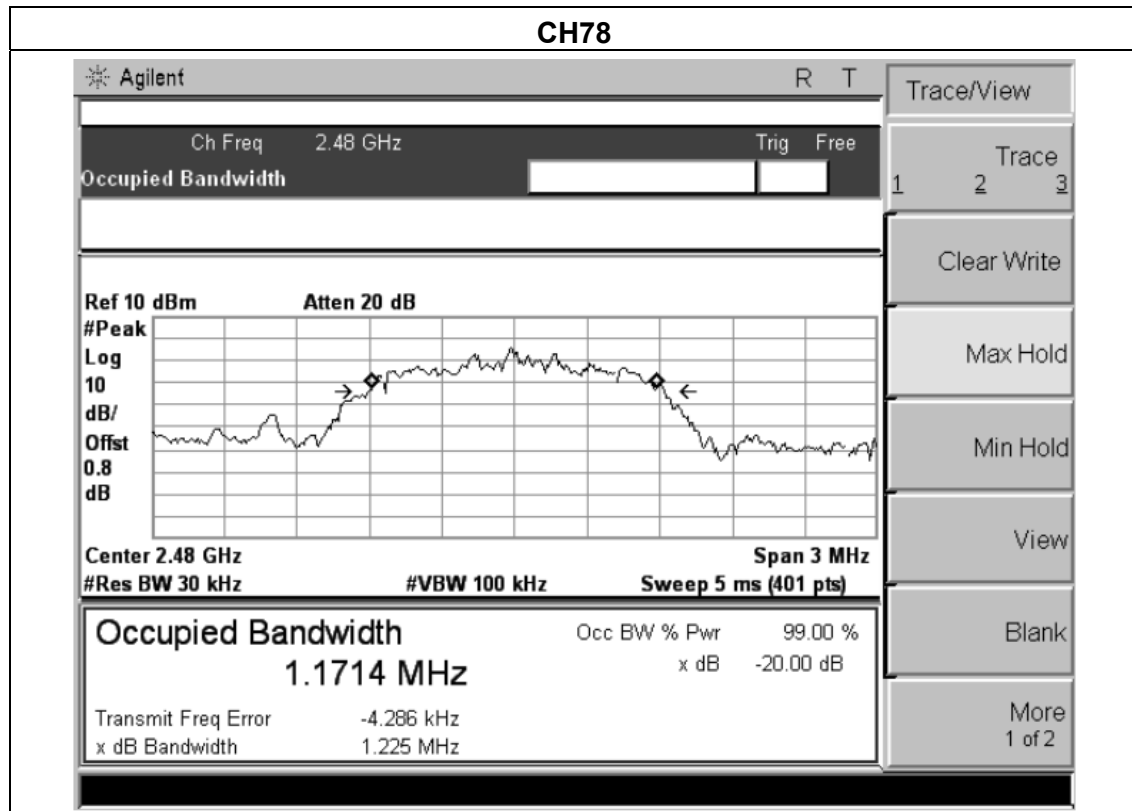 CH78
Agilent R T
Trace/View
Ch Freq 2.48 GHz Trig Free
Occupied Bandwidth
Trace
1 2 3
Clear Write
Max Hold
Min Hold
View
Blank
More
1 of 2
Ref 10 dBm Atten 20 dB
#Peak
Log
10
dB/
Offst
0.8
dB
Center 2.48 GHz Span 3 MHz
#Res BW 30 kHz #VBW 100 kHz Sweep 5 ms (401 pts)
Occupied Bandwidth Occ BW % Pwr 99.00 %
1.1714 MHz x dB -20.00 dB
Transmit Freq Error -4.286 kHz
x dB Bandwidth 1.225 MHz